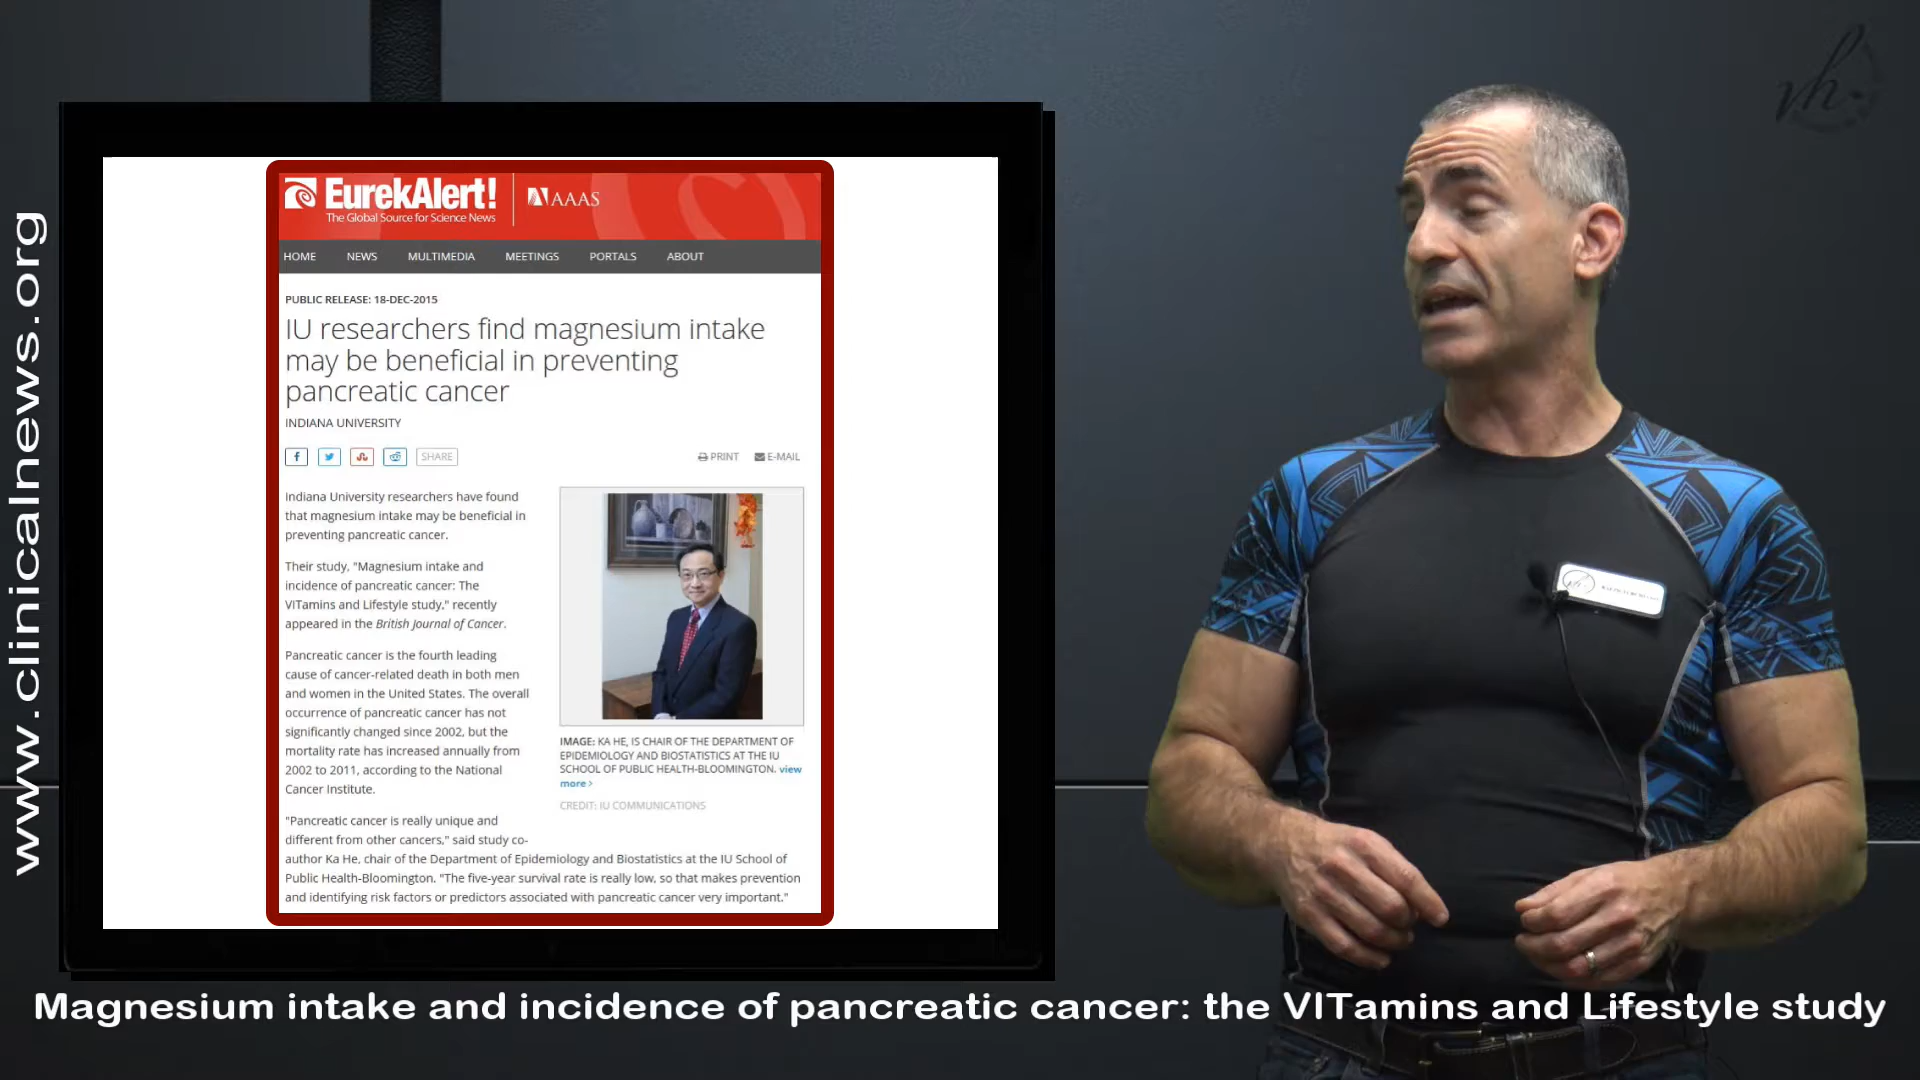 www.clinicalnews.org
EurekAlert!
The Global Source for Science News
AAAS
HOME NEWS MULTIMEDIA MEETINGS PORTALS ABOUT
PUBLIC RELEASE: 18-DEC-2015
IU researchers find magnesium intake
may be beneficial in preventing
pancreatic cancer
INDIANA UNIVERSITY
SHARE
PRINT E-MAIL
Indiana University researchers have found
that magnesium intake may be beneficial in
preventing pancreatic cancer.
Their study, "Magnesium intake and
incidence of pancreatic cancer: The
VITamins and Lifestyle study," recently
appeared in the British Journal of Cancer.
Pancreatic cancer is the fourth leading
cause of cancer-related death in both men
and women in the United States. The overall
occurrence of pancreatic cancer has not
significantly changed since 2002, but the
mortality rate has increased annually from
2002 to 2011, according to the National
Cancer Institute.
"Pancreatic cancer is really unique and
different from other cancers," said study co-
author Ka He, chair of the Department of Epidemiology and Biostatistics at the IU School of
Public Health-Bloomington. "The five-year survival rate is really low, so that makes prevention
and identifying risk factors or predictors associated with pancreatic cancer very important."
IMAGE: KA HE, IS CHAIR OF THE DEPARTMENT OF
EPIDEMIOLOGY AND BIOSTATISTICS AT THE IU
SCHOOL OF PUBLIC HEALTH-BLOOMINGTON. view
more >
CREDIT: IU COMMUNICATIONS
vh.
Magnesium intake and incidence of pancreatic cancer: the VITamins and Lifestyle study